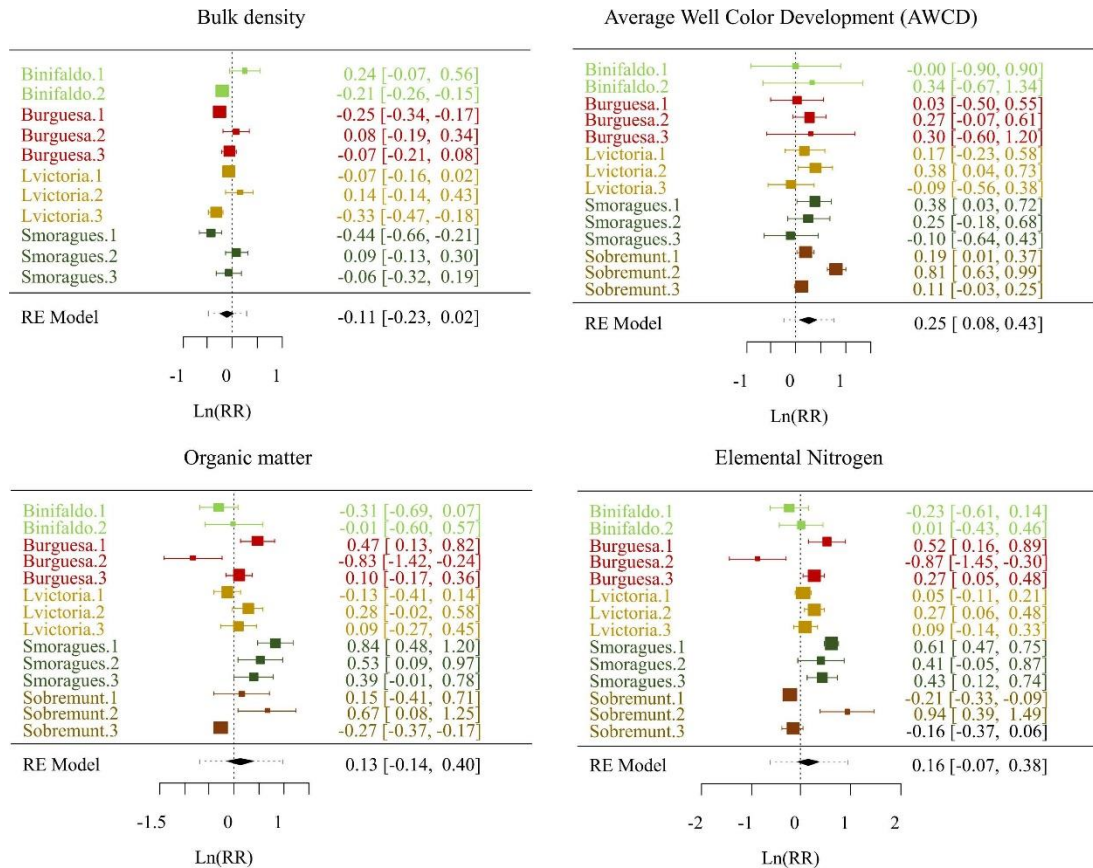 Bulk density
Binifaldo.1 0.24 [-0.07, 0.56]
Binifaldo.2 -0.21 [-0.26, -0.15]
Burguesa.1 -0.25 [-0.34, -0.17]
Burguesa.2 0.08 [-0.19, 0.34]
Burguesa.3 -0.07 [-0.21, 0.08]
Lvictoria.1 -0.07 [-0.16, 0.02]
Lvictoria.2 0.14 [-0.14, 0.43]
Lvictoria.3 -0.33 [-0.47, -0.18]
Smoragues.1 -0.44 [-0.66, -0.21]
Smoragues.2 0.09 [-0.13, 0.30]
Smoragues.3 -0.06 [-0.32, 0.19]
RE Model -0.11 [-0.23, 0.02]
-1 0 1
Ln(RR)
Average Well Color Development (AWCD)
Binifaldo.1 -0.00 [-0.90, 0.90]
Binifaldo.2 0.34 [-0.67, 1.34]
Burguesa.1 0.03 [-0.50, 0.55]
Burguesa.2 0.27 [-0.07, 0.61]
Burguesa.3 0.30 [-0.60, 1.20]
Lvictoria.1 0.17 [-0.23, 0.58]
Lvictoria.2 0.38 [ 0.04, 0.73]
Lvictoria.3 -0.09 [-0.56, 0.38]
Smoragues.1 0.38 [ 0.03, 0.72]
Smoragues.2 0.25 [-0.18, 0.68]
Smoragues.3 -0.10 [-0.64, 0.43]
Sobremunt.1 0.19 [ 0.01, 0.37]
Sobremunt.2 0.81 [ 0.63, 0.99]
Sobremunt.3 0.11 [-0.03, 0.25]
RE Model 0.25 [ 0.08, 0.43]
-1 0 1
Ln(RR)
Organic matter
Binifaldo.1 -0.31 [-0.69, 0.07]
Binifaldo.2 -0.01 [-0.60, 0.57]
Burguesa.1 0.47 [ 0.13, 0.82]
Burguesa.2 -0.83 [-1.42, -0.24]
Burguesa.3 0.10 [-0.17, 0.36]
Lvictoria.1 -0.13 [-0.41, 0.14]
Lvictoria.2 0.28 [-0.02, 0.58]
Lvictoria.3 0.09 [-0.27, 0.45]
Smoragues.1 0.84 [ 0.48, 1.20]
Smoragues.2 0.53 [ 0.09, 0.97]
Smoragues.3 0.39 [-0.01, 0.78]
Sobremunt.1 0.15 [-0.41, 0.71]
Sobremunt.2 0.67 [ 0.08, 1.25]
Sobremunt.3 -0.27 [-0.37, -0.17]
RE Model 0.13 [-0.14, 0.40]
-1.5 0 1
Ln(RR)
Elemental Nitrogen
Binifaldo.1 -0.23 [-0.61, 0.14]
Binifaldo.2 0.01 [-0.43, 0.46]
Burguesa.1 0.52 [ 0.16, 0.89]
Burguesa.2 -0.87 [-1.45, -0.30]
Burguesa.3 0.27 [ 0.05, 0.48]
Lvictoria.1 0.05 [-0.11, 0.21]
Lvictoria.2 0.27 [ 0.06, 0.48]
Lvictoria.3 0.09 [-0.14, 0.33]
Smoragues.1 0.61 [ 0.47, 0.75]
Smoragues.2 0.41 [-0.05, 0.87]
Smoragues.3 0.43 [ 0.12, 0.74]
Sobremunt.1 -0.21 [-0.33, -0.09]
Sobremunt.2 0.94 [ 0.39, 1.49]
Sobremunt.3 -0.16 [-0.37, 0.06]
RE Model 0.16 [-0.07, 0.38]
-2 -1 0 1 2
Ln(RR)